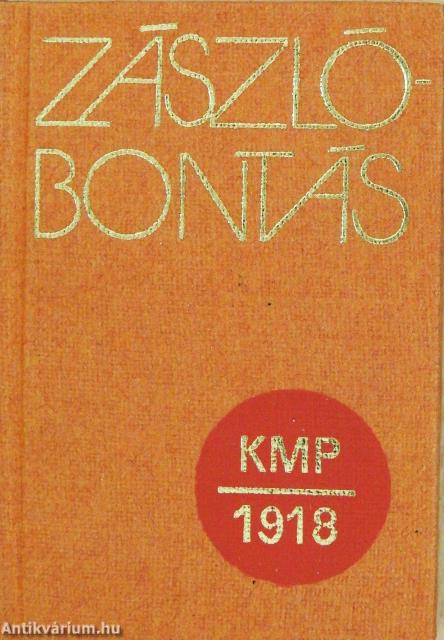 ZÁSZLÓ-
BONTÁS
KMP
1918
Antikvárium.hu